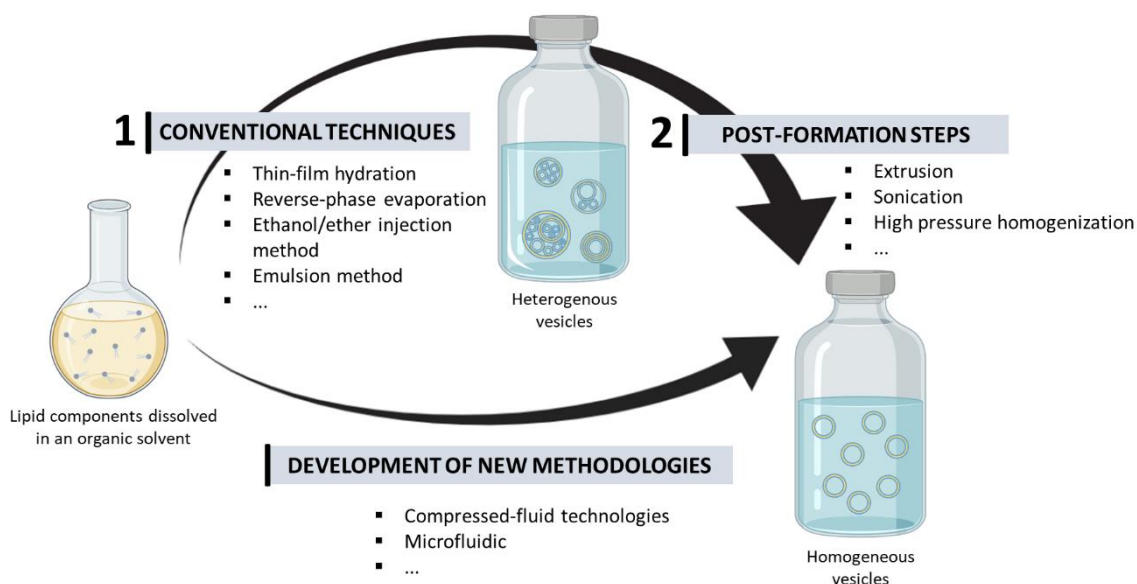 1 CONVENTIONAL TECHNIQUES
▪ Thin-film hydration
▪ Reverse-phase evaporation
▪ Ethanol/ether injection
method
▪ Emulsion method
▪ ...
Heterogenous
vesicles
2 POST-FORMATION STEPS
▪ Extrusion
▪ Sonication
▪ High pressure homogenization
▪ ...
Lipid components dissolved
in an organic solvent
DEVELOPMENT OF NEW METHODOLOGIES
▪ Compressed-fluid technologies
▪ Microfluidic
▪ ...
Homogeneous
vesicles